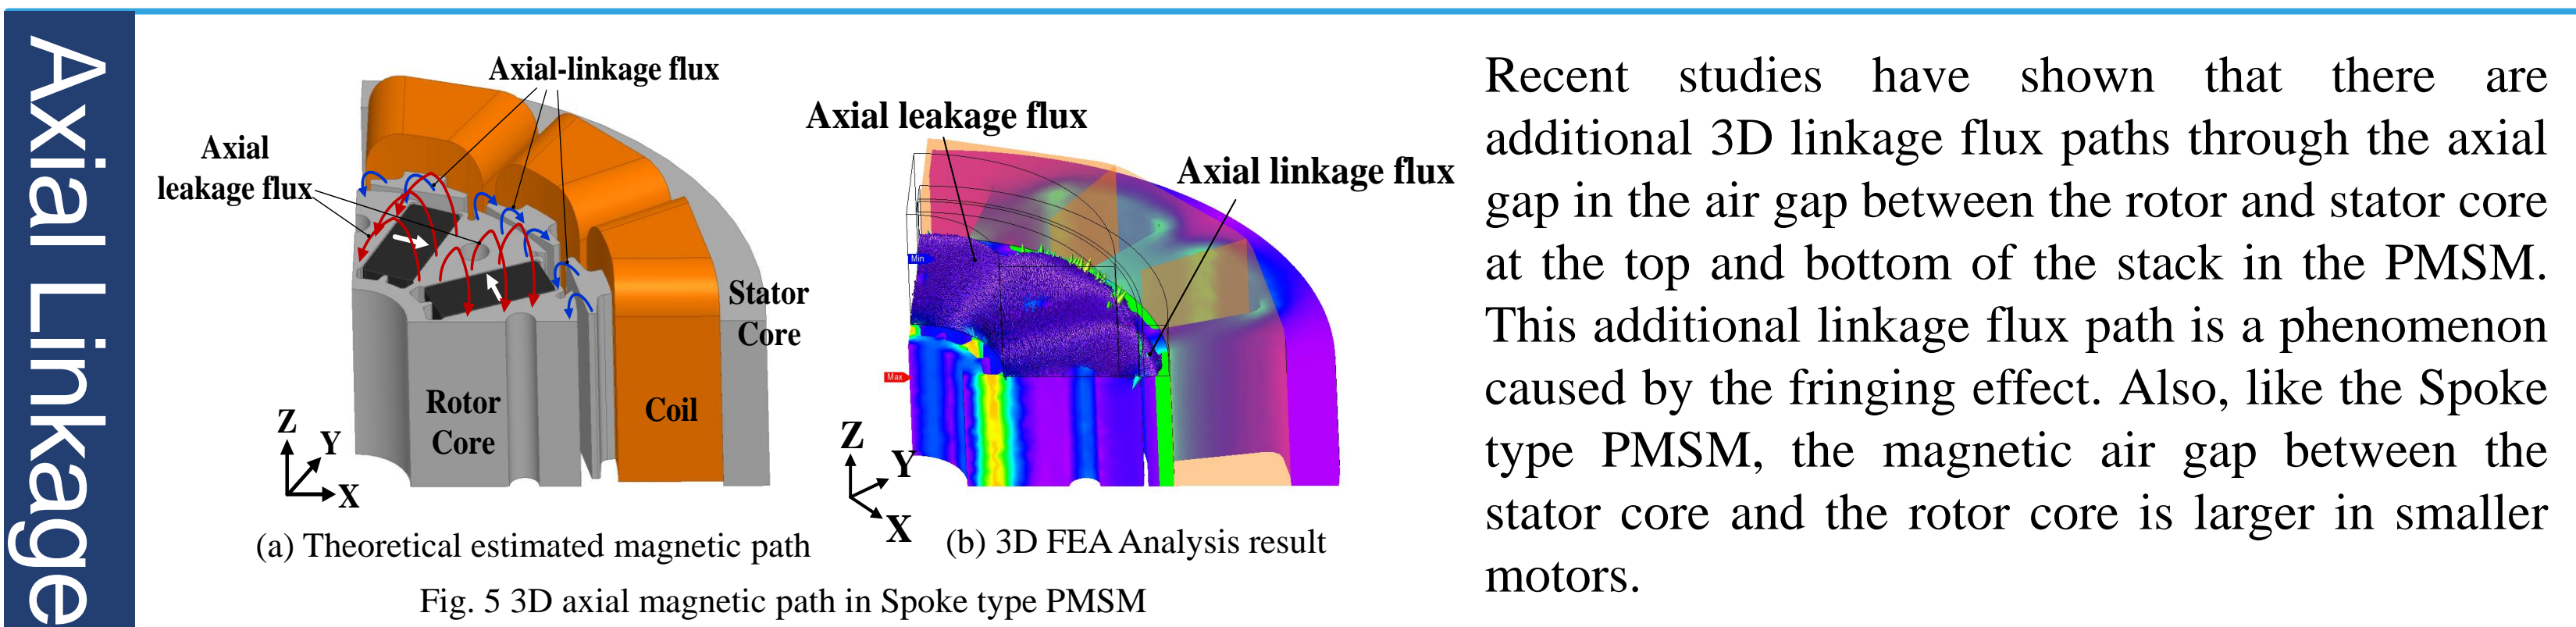 Axial Linkage
Axial-linkage flux
Axial
leakage flux
Stator
Core
Rotor
Core
Coil
Z
Y
X
(a) Theoretical estimated magnetic path
Axial leakage flux
Axial linkage flux
Min
Max
Z
Y
X
(b) 3D FEA Analysis result
Fig. 5 3D axial magnetic path in Spoke type PMSM
Recent studies have shown that there are
additional 3D linkage flux paths through the axial
gap in the air gap between the rotor and stator core
at the top and bottom of the stack in the PMSM.
This additional linkage flux path is a phenomenon
caused by the fringing effect. Also, like the Spoke
type PMSM, the magnetic air gap between the
stator core and the rotor core is larger in smaller
motors.